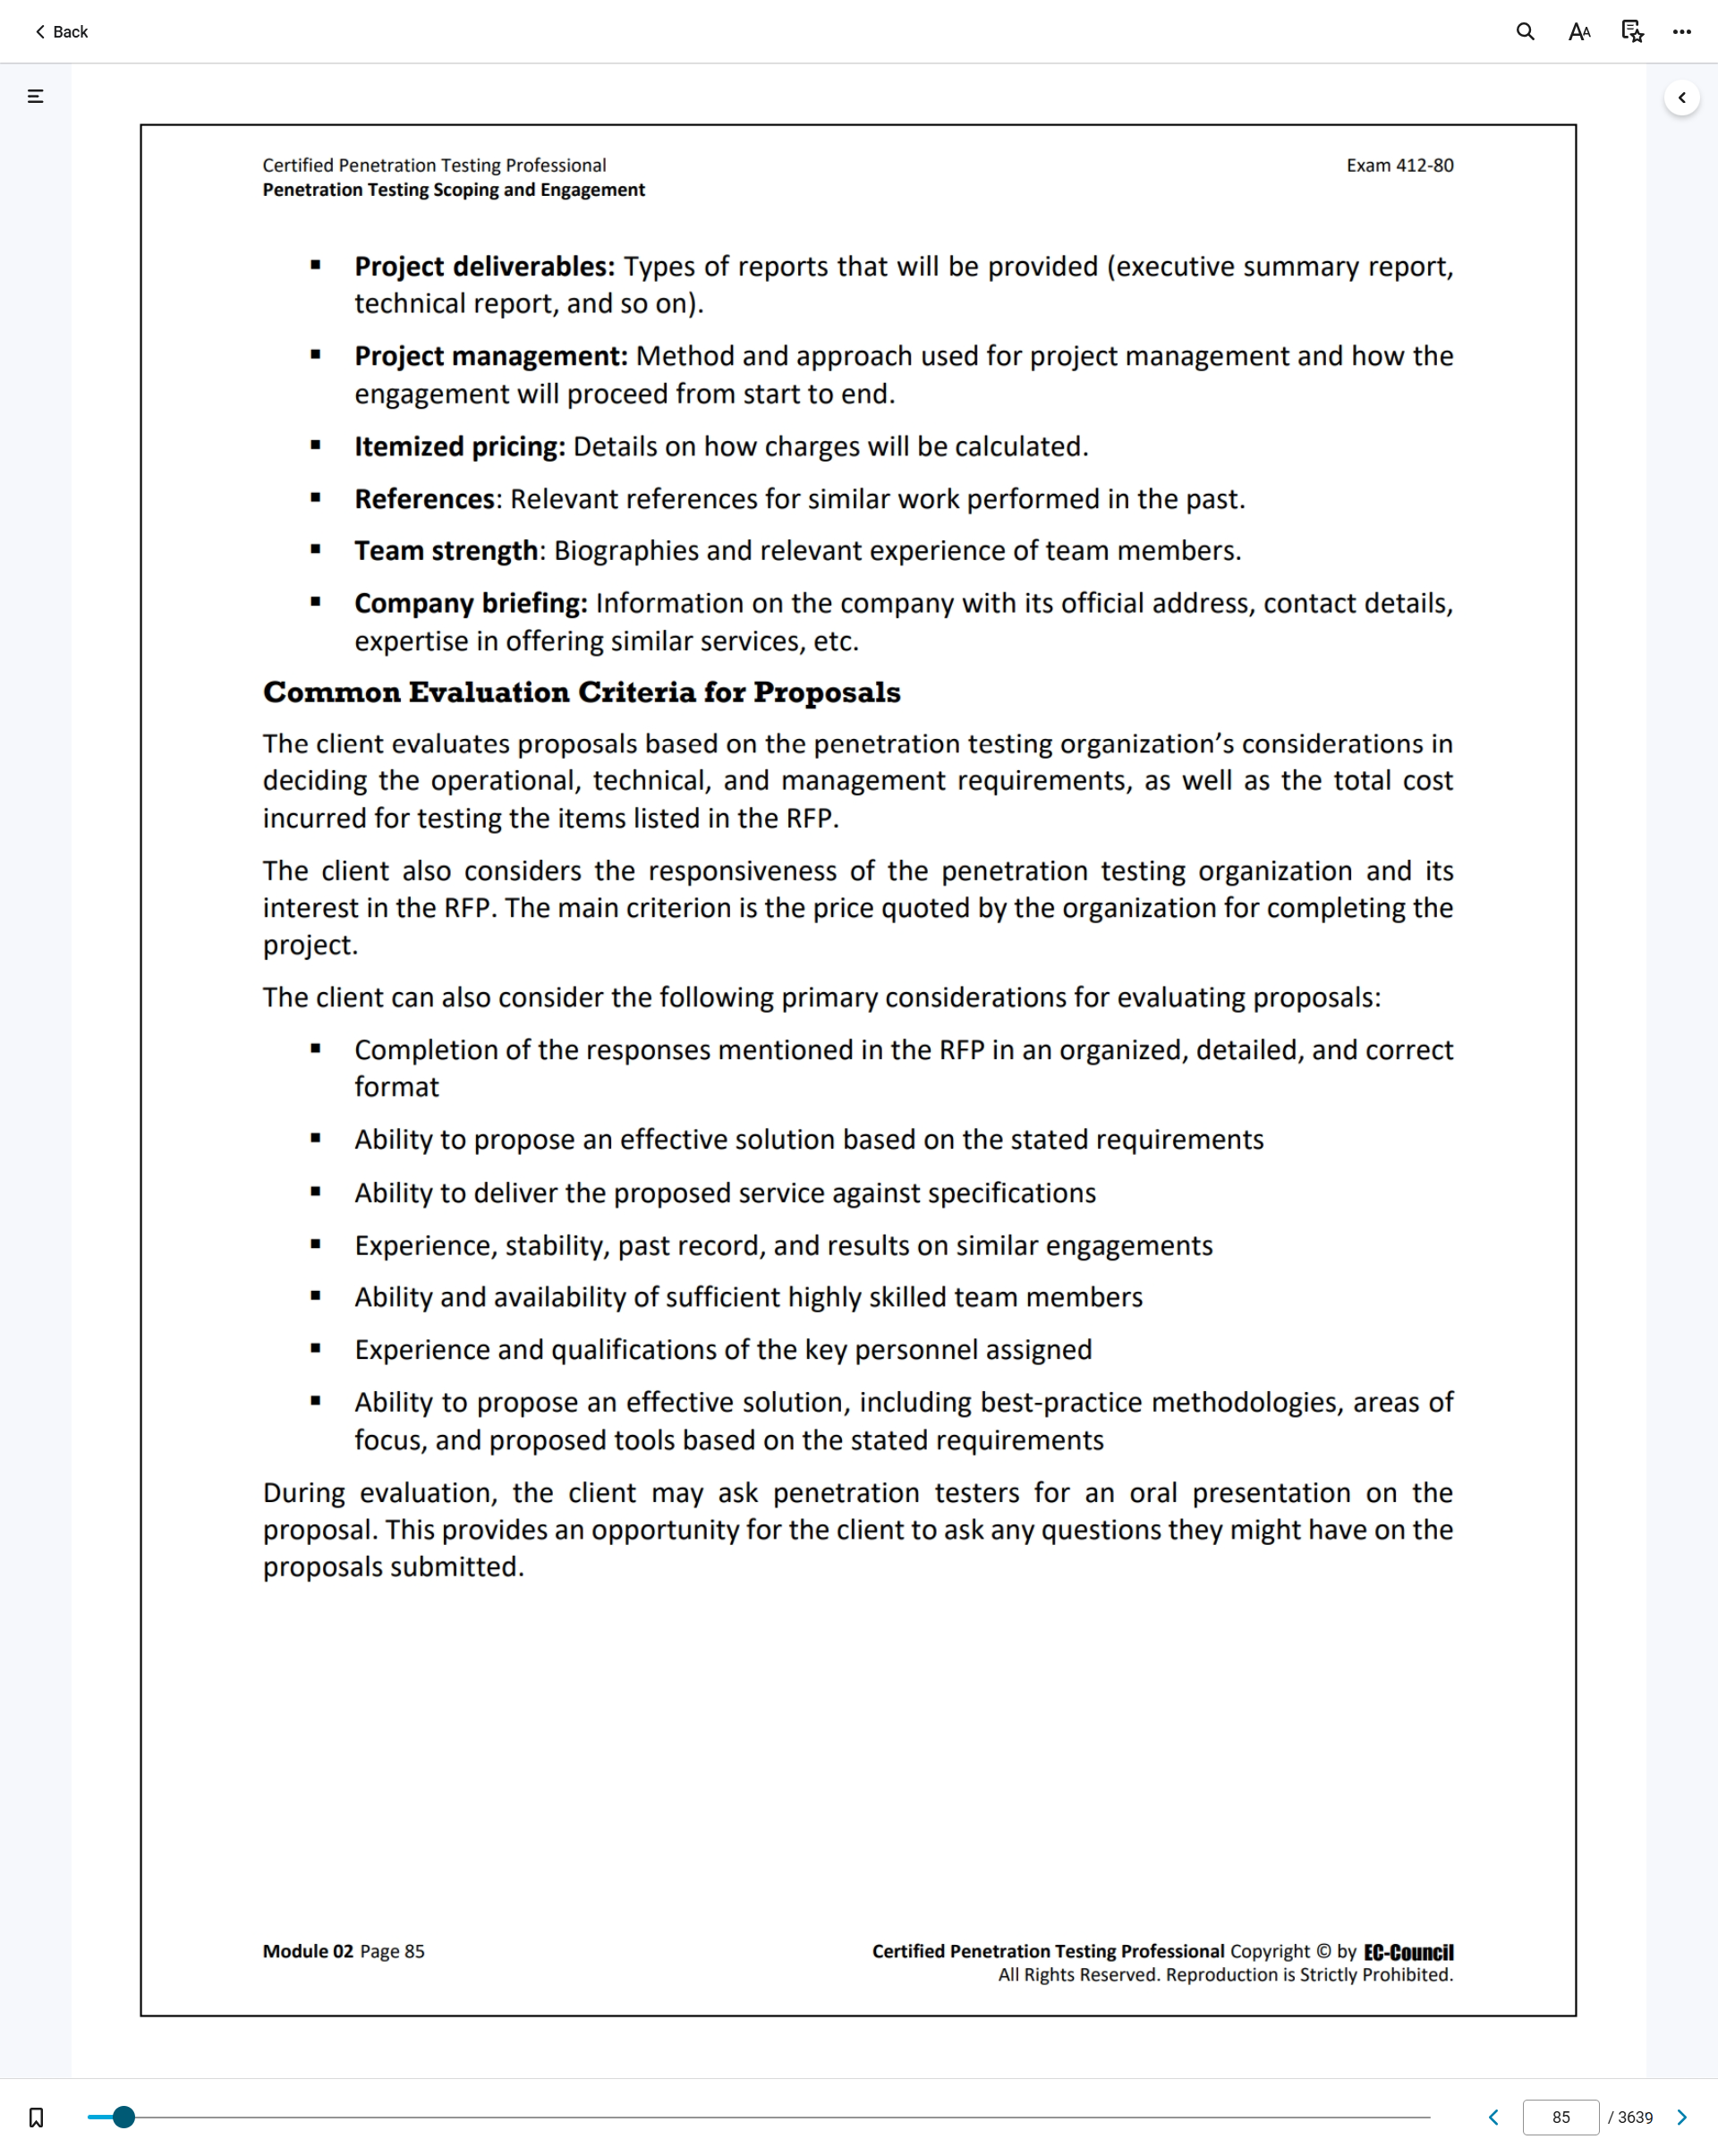 Back
AA
Certified Penetration Testing Professional Exam 412-80
Penetration Testing Scoping and Engagement
▪ Project deliverables: Types of reports that will be provided (executive summary report,
technical report, and so on).
▪ Project management: Method and approach used for project management and how the
engagement will proceed from start to end.
▪ Itemized pricing: Details on how charges will be calculated.
▪ References: Relevant references for similar work performed in the past.
▪ Team strength: Biographies and relevant experience of team members.
▪ Company briefing: Information on the company with its official address, contact details,
expertise in offering similar services, etc.
Common Evaluation Criteria for Proposals
The client evaluates proposals based on the penetration testing organization’s considerations in
deciding the operational, technical, and management requirements, as well as the total cost
incurred for testing the items listed in the RFP.
The client also considers the responsiveness of the penetration testing organization and its
interest in the RFP. The main criterion is the price quoted by the organization for completing the
project.
The client can also consider the following primary considerations for evaluating proposals:
▪ Completion of the responses mentioned in the RFP in an organized, detailed, and correct
format
▪ Ability to propose an effective solution based on the stated requirements
▪ Ability to deliver the proposed service against specifications
▪ Experience, stability, past record, and results on similar engagements
▪ Ability and availability of sufficient highly skilled team members
▪ Experience and qualifications of the key personnel assigned
▪ Ability to propose an effective solution, including best-practice methodologies, areas of
focus, and proposed tools based on the stated requirements
During evaluation, the client may ask penetration testers for an oral presentation on the
proposal. This provides an opportunity for the client to ask any questions they might have on the
proposals submitted.
Module 02 Page 85 Certified Penetration Testing Professional Copyright © by EC-Council
All Rights Reserved. Reproduction is Strictly Prohibited.
85 / 3639